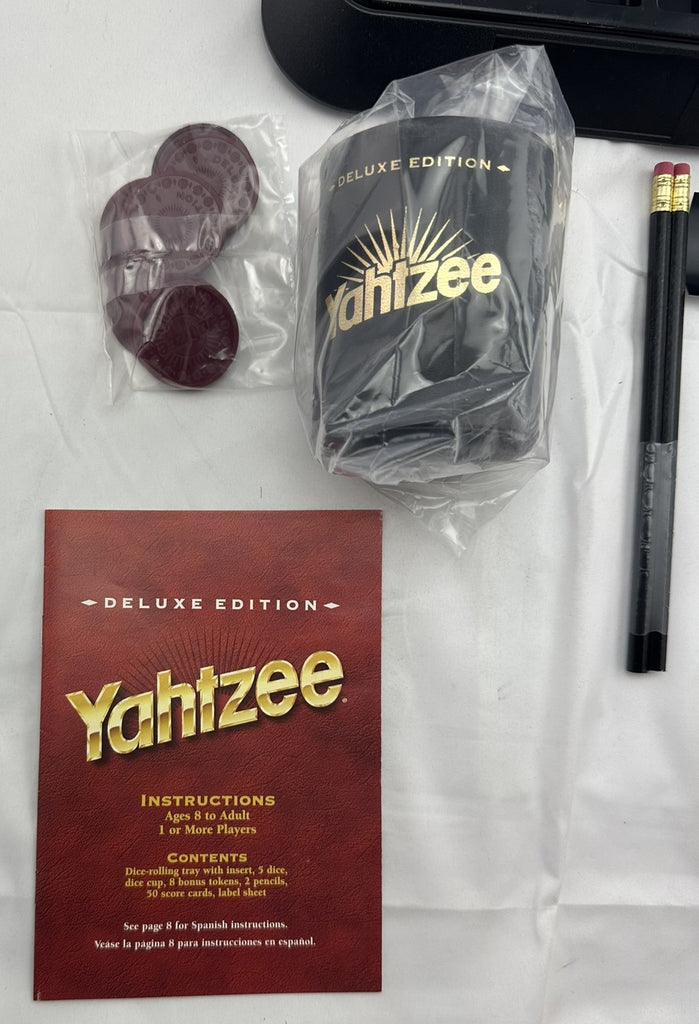 DELUXE EDITION
Yahtzee
DELUXE EDITION
Yahtzee
INSTRUCTIONS
Ages 8 to Adult
1 or More Players
CONTENTS
Dice-rolling tray with insert, 5 dice,
dice cup, 8 bonus tokens, 2 pencils,
50 score cards, label sheet
See page 8 for Spanish instructions.
Véase la página 8 para instrucciones en español.